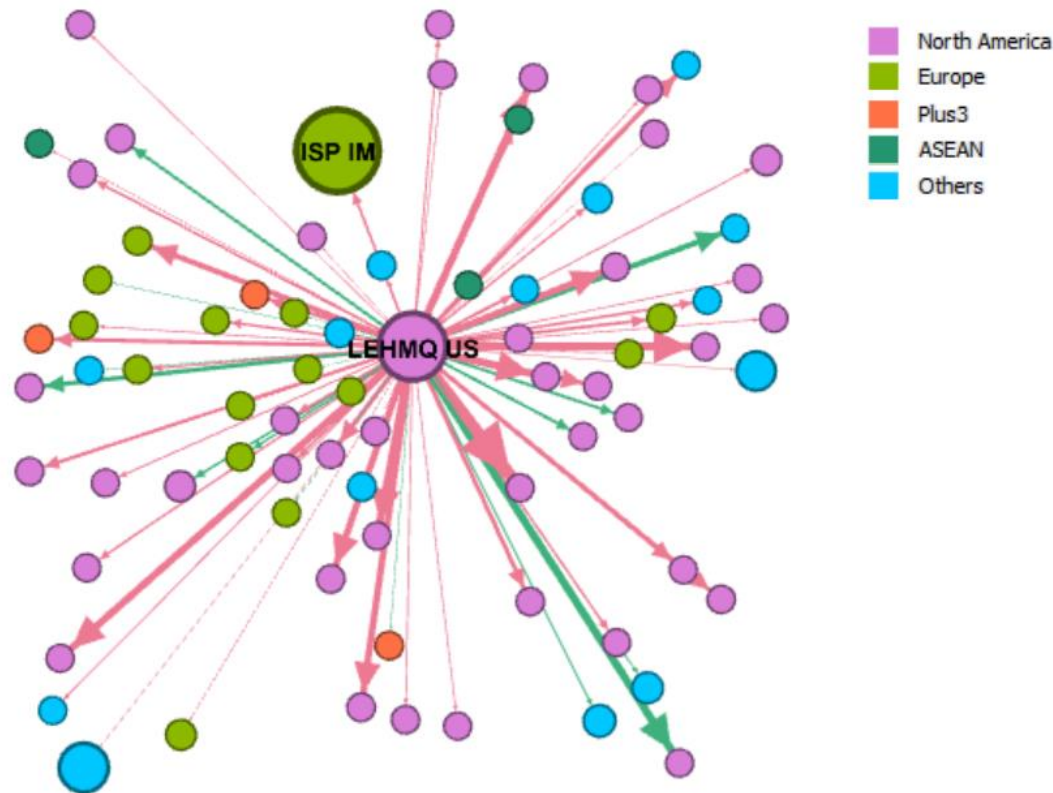 North America
Europe
Plus3
ASEAN
Others
ISP IM
LEHMQ US